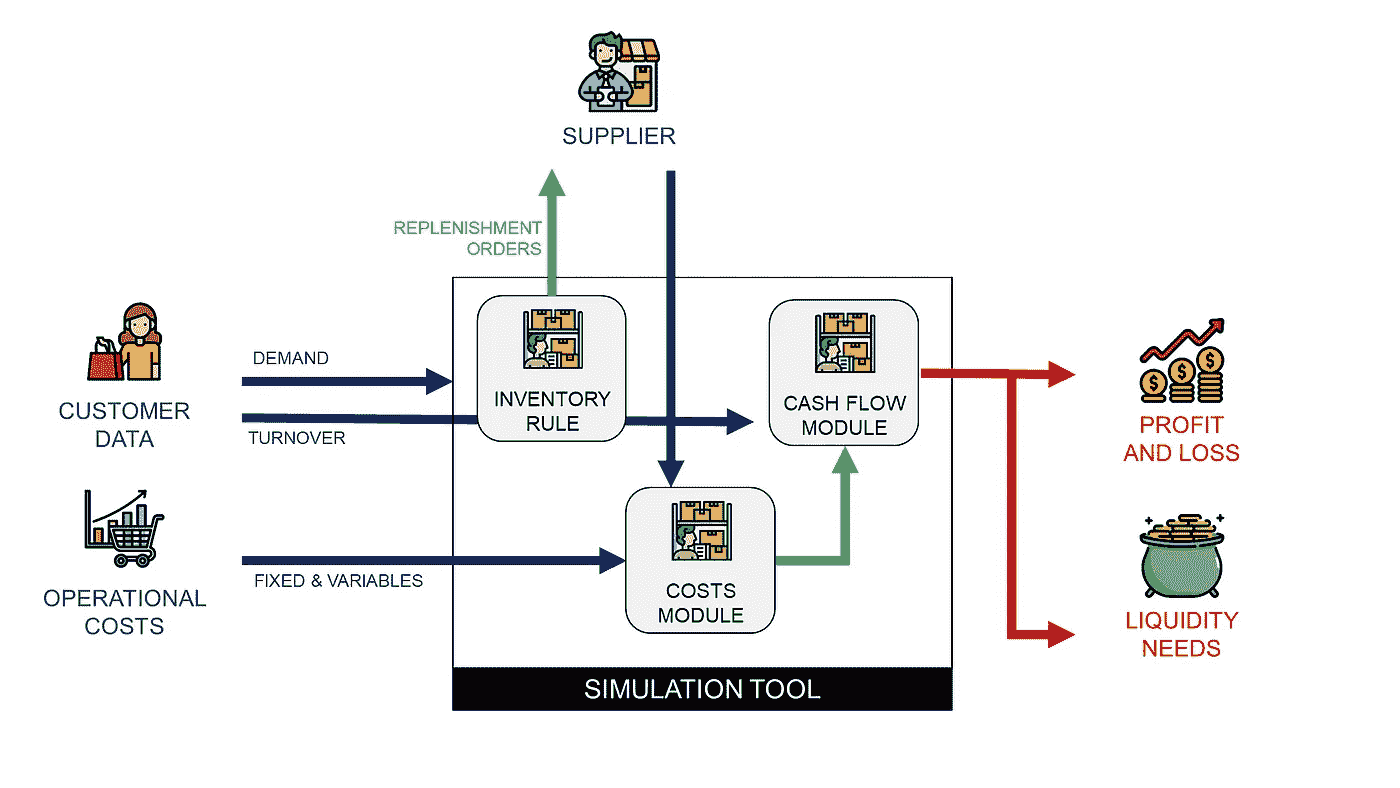 SUPPLIER
REPLENISHMENT
ORDERS
DEMAND
CUSTOMER
DATA
TURNOVER
INVENTORY
RULE
CASH FLOW
MODULE
PROFIT
AND LOSS
OPERATIONAL
COSTS
FIXED & VARIABLES
COSTS
MODULE
LIQUIDITY
NEEDS
SIMULATION TOOL